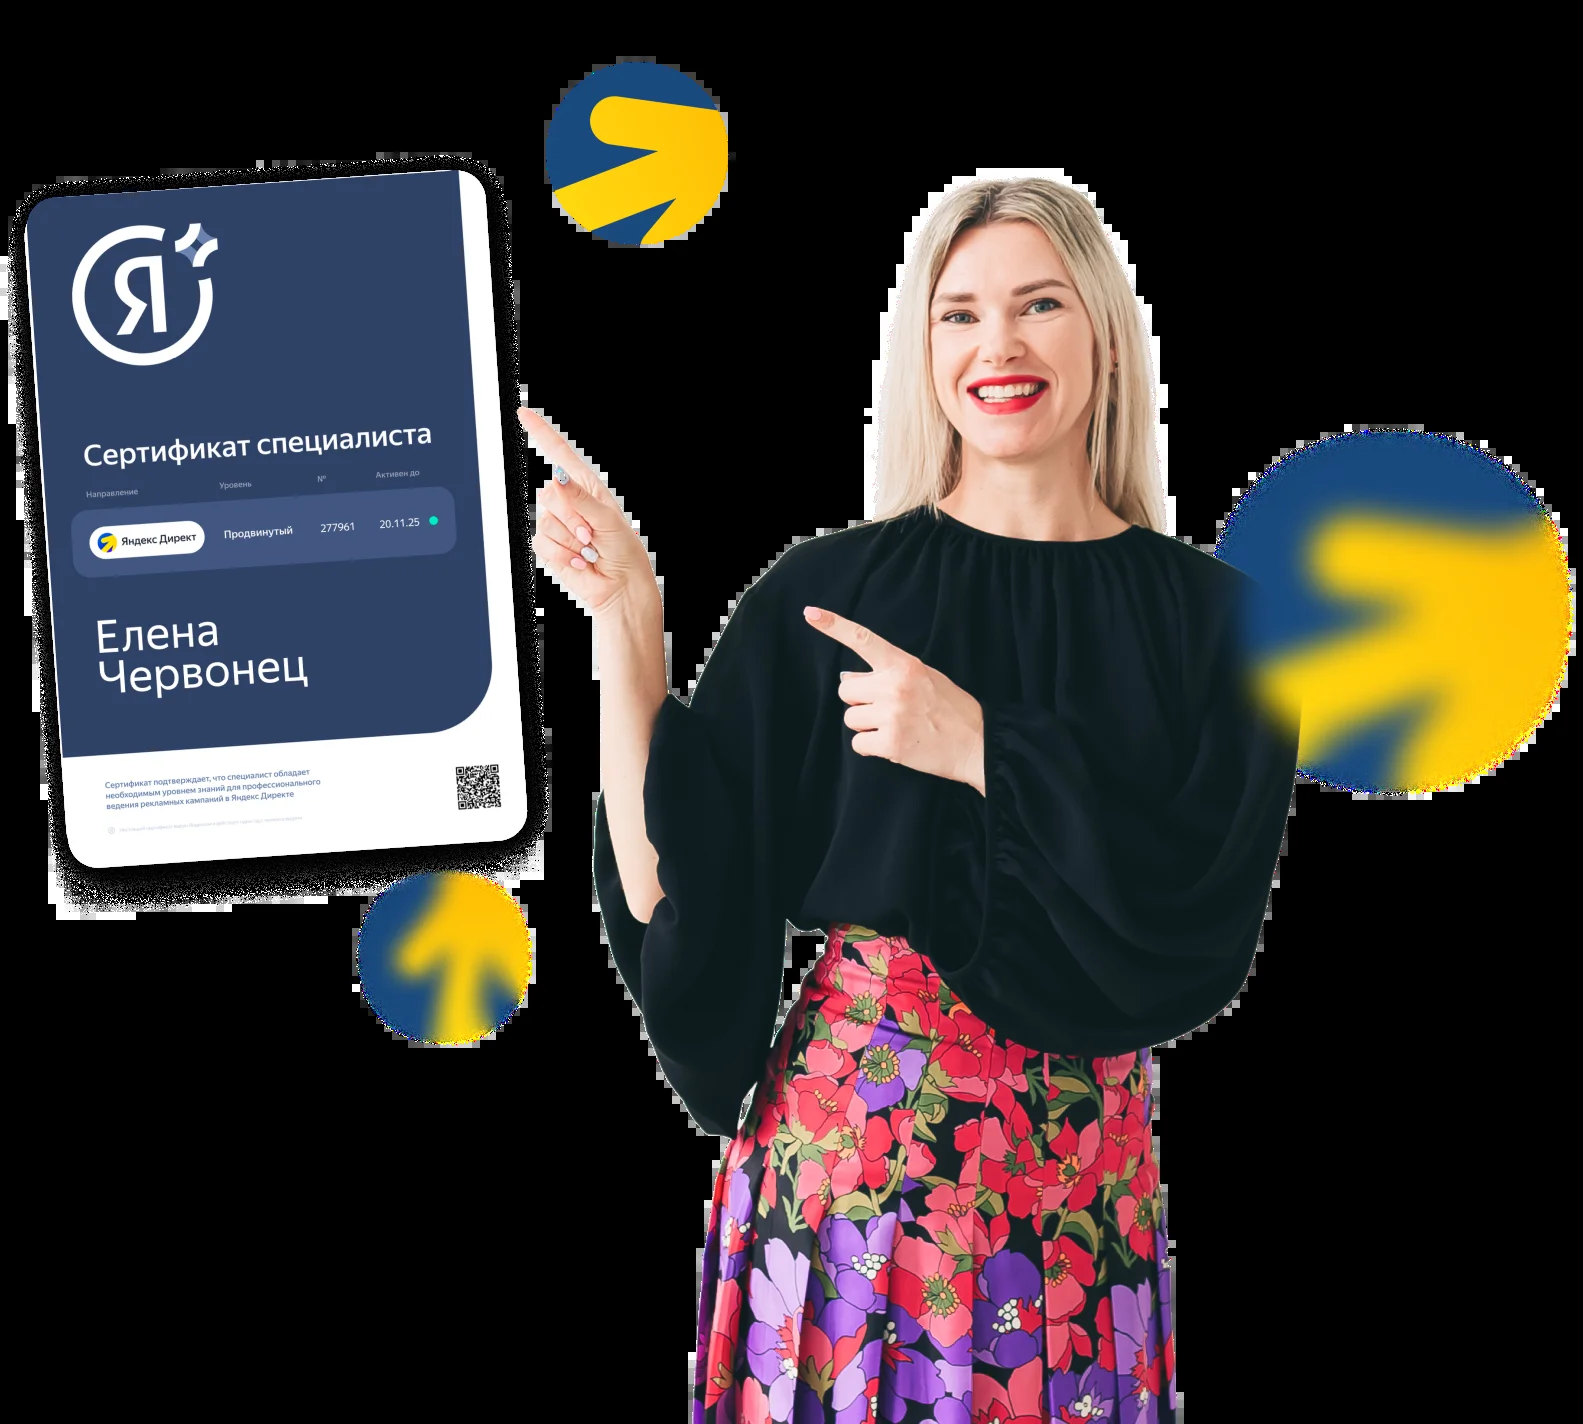 Я
Сертификат специалиста
Направление Уровень № Активен до
Яндекс Директ Продвинутый 277961 20.11.25
Елена
Червонец
Сертификат подтверждает, что специалист обладает
необходимым уровнем знаний для профессионального
ведения рекламных кампаний в Яндекс Директе